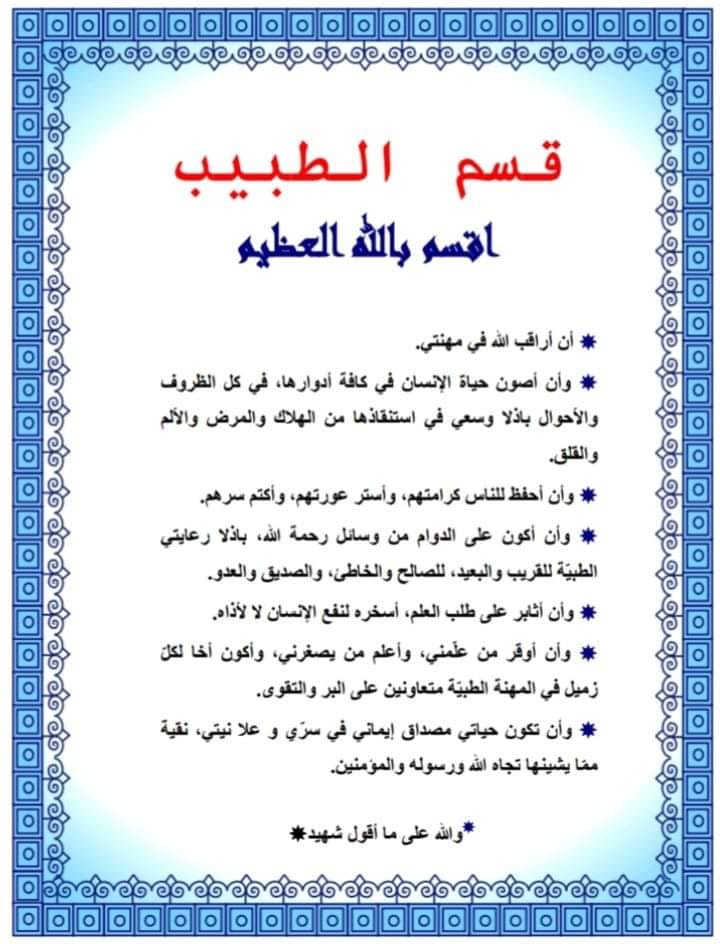 قسم الطبيب
اقسم بالله العظيم
أن أراقب الله في مهنتي.
وأن أصون حياة الإنسان في كافة أدوارها، في كل الظروف
والأحوال باذلا وسعي في استنقاذها من الهلاك والمرض والألم
والقلق.
وأن أحفظ للناس كرامتهم، وأستر عورتهم، وأكتم سرهم.
وأن أكون على الدوام من وسائل رحمة الله، باذلا رعايتي
الطبيّة للقريب والبعيد، للصالح والخاطئ، والصديق والعدو.
وأن أثابر على طلب العلم، أسخره لنفع الإنسان لا لأذاه.
وأن أوقر من علّمني، وأعلم من يصغرني، وأكون أخا لكلّ
زميل في المهنة الطبيّة متعاونين على البر والتقوى.
وأن تكون حياتي مصداق إيماني في سرّي و علا نيتي، نقية
ممّا يشينها تجاه الله ورسوله والمؤمنين.
والله على ما أقول شهيد